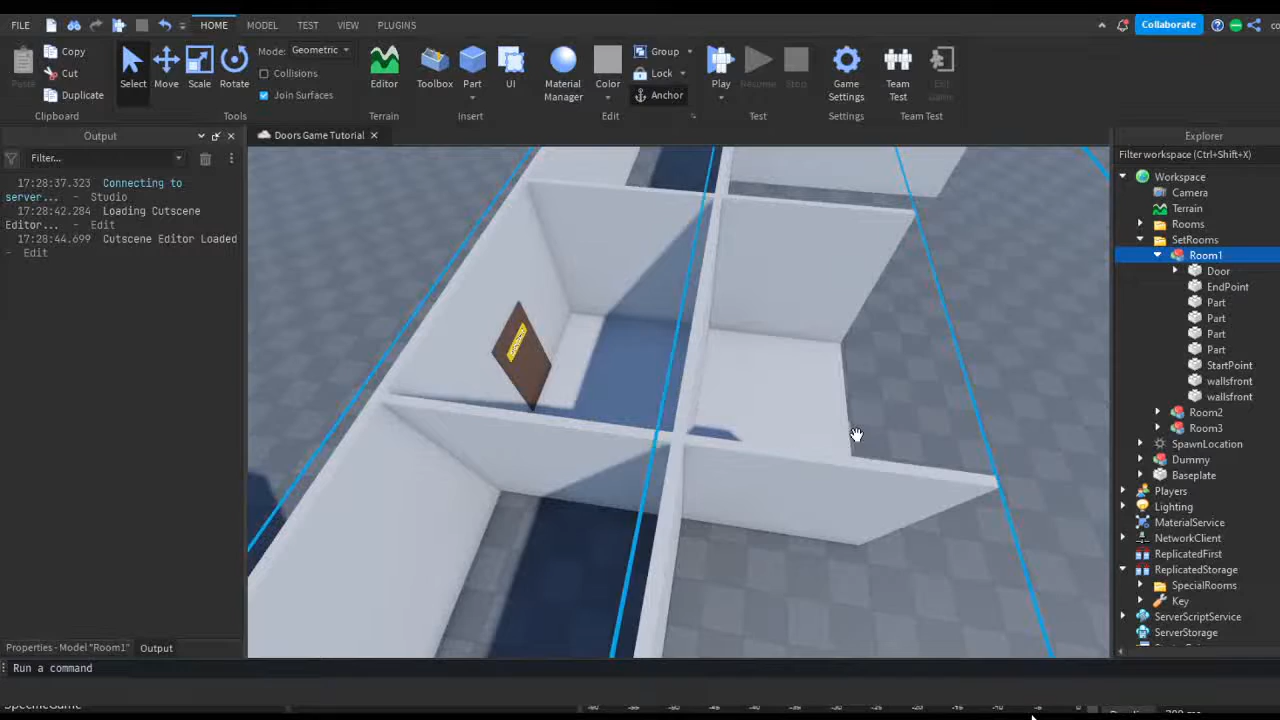 FILE HOME MODEL TEST VIEW PLUGINS Collaborate
Copy
Cut
Duplicate
Paste
Clipboard
Select Move Scale Rotate
Mode: Geometric
Collisions
Join Surfaces
Tools
Editor
Terrain
Toolbox Part UI
Insert
Material
Manager
Color
Group
Lock
Anchor
Edit
Play Resume Stop
Test
Game
Settings
Settings
Team
Test
Exit
Game
Team Test
Output
Filter...
17:28:37.323 Connecting to
server... - Studio
17:28:42.284 Loading Cutscene
Editor... - Edit
17:28:44.699 Cutscene Editor Loaded
- Edit
Properties - Model "Room1" Output
Run a command
Doors Game Tutorial
Explorer
Filter workspace (Ctrl+Shift+X)
Workspace
Camera
Terrain
Rooms
SetRooms
Room1
Door
EndPoint
Part
Part
Part
Part
StartPoint
wallsfront
wallsfront
Room2
Room3
SpawnLocation
Dummy
Baseplate
Players
Lighting
MaterialService
NetworkClient
ReplicatedFirst
ReplicatedStorage
SpecialRooms
Key
ServerScriptService
ServerStorage